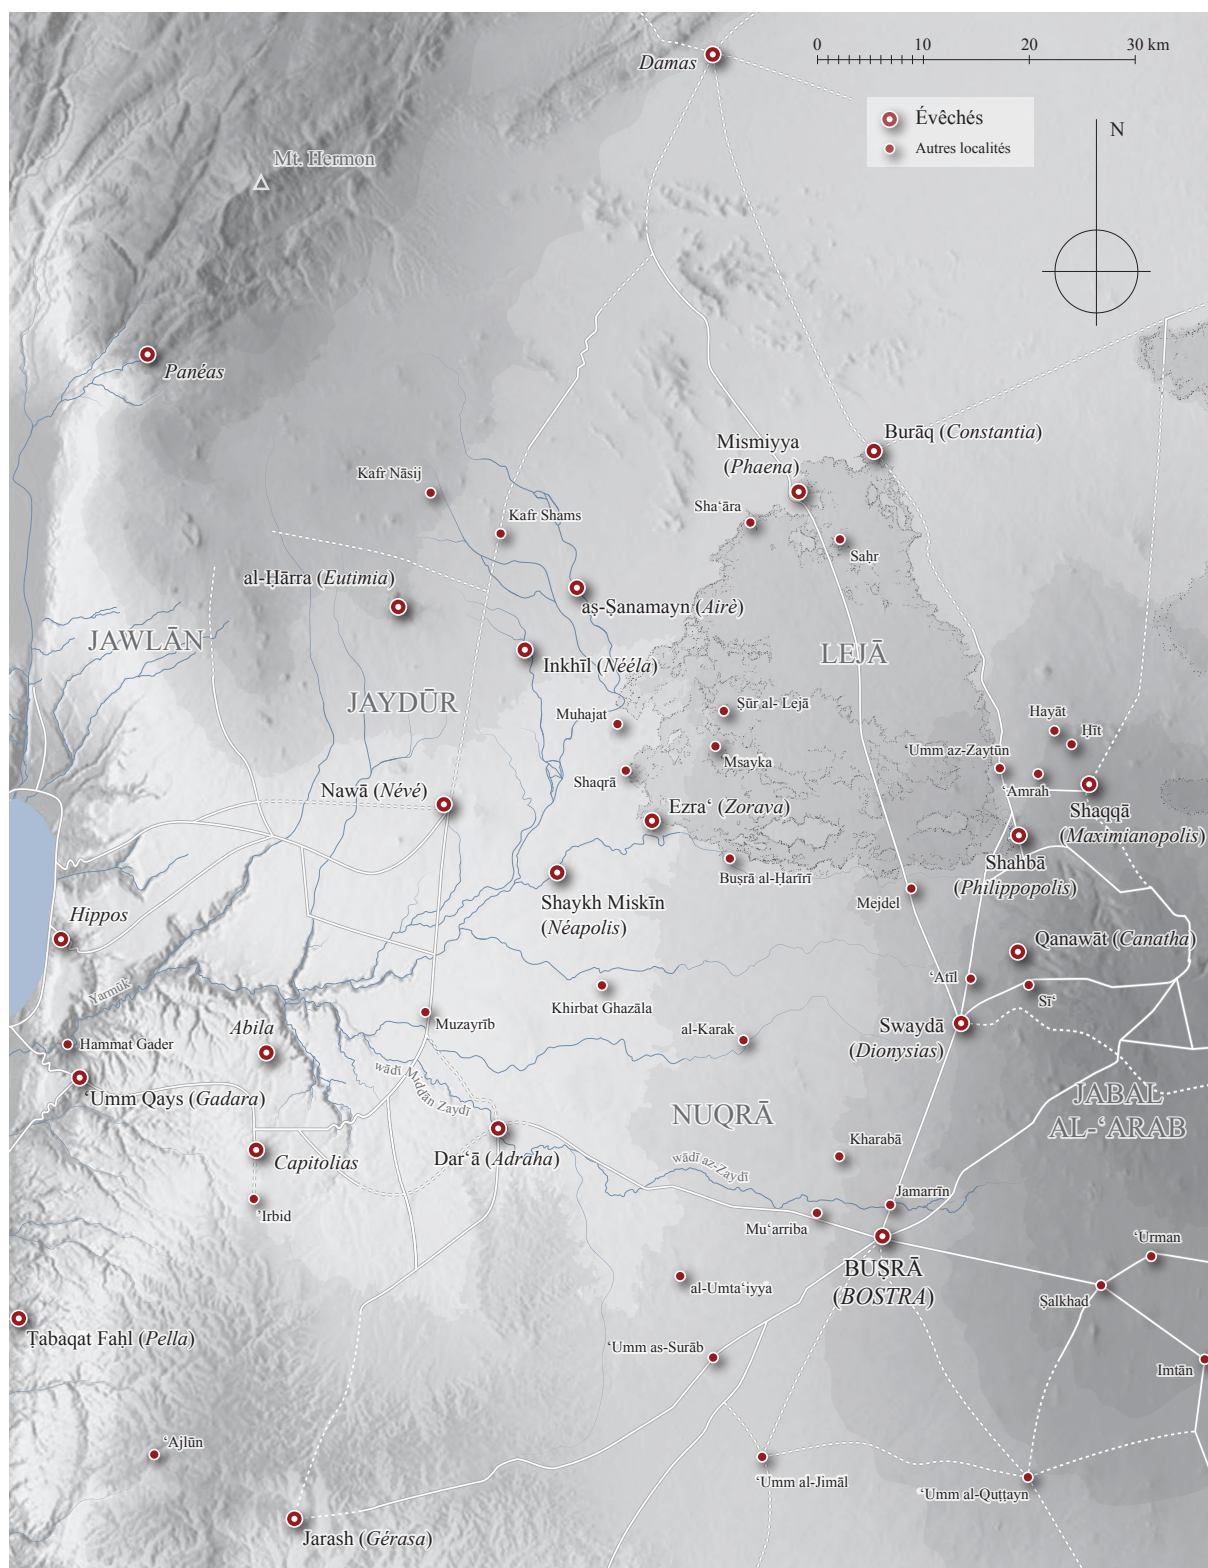 0 10 20 30 km
Damas
Évêchés
Autres localités
N
Mt. Hermon
Panéas
Burāq (Constantia)
Mismiyya
(Phaena)
Kafr Nāsij
Sha‘āra
Kafr Shams
Saḥr
al-Ḥārra (Eutimia)
aṣ-Ṣanamayn (Airè)
JAWLĀN
LEJĀ
Inkhīl (Nééla)
JAYDŪR
Ṣūr al- Lejā
Muhajat
Hayāt
Ḥīt
‘Umm az-Zaytūn
Msayka
Shaqrā
‘Amrah
Nawā (Névé)
Ezra‘ (Zorava)
Shaqqā
(Maximianopolis)
Shahbā
(Philippopolis)
Buṣrā al-Ḥarīrī
Shaykh Miskīn
(Néapolis)
Mejdel
Hippos
Qanawāt (Canatha)
‘Atīl
Sī‘
Yarmūk
Khirbat Ghazāla
Muzayrīb
Abila
al-Karak
Swaydā
(Dionysias)
Hammat Gader
wādī Middān Zaydī
‘Umm Qays (Gadara)
JABAL
AL-‘ARAB
NUQRĀ
Capitolias
Dar‘ā (Adraha)
Kharabā
wādī az-Zaydī
’Irbid
Jamarrīn
Mu‘arriba
‘Urman
BUṢRĀ
(BOSTRA)
al-Umta‘iyya
Ṣalkhad
Ṭabaqat Faḥl (Pella)
‘Umm as-Surāb
Imtān
‘Ajlūn
‘Umm al-Jimāl
‘Umm al-Quṭṭayn
Jarash (Gérasa)